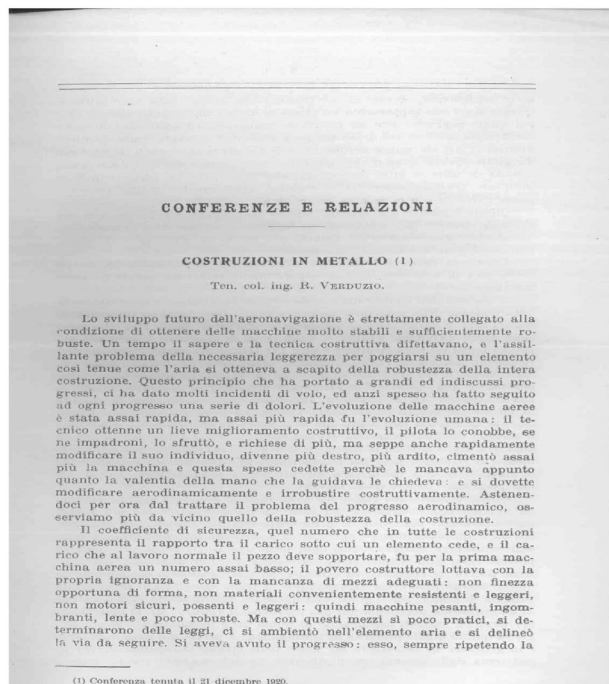 CONFERENZE E RELAZIONI
COSTRUZIONI IN METALLO (1)
Ten. col. ing. R. VERDUZIO.
Lo sviluppo futuro dell'aeronavigazione è strettamente collegato alla
condizione di ottenere delle macchine molto stabili e sufficientemente ro-
buste. Un tempo il sapere e la tecnica costruttiva difettavano, e l'assil-
lante problema della necessaria leggerezza per poggiarsi su un elemento
così tenue come l'aria si otteneva a scapito della robustezza della intera
costruzione. Questo principio che ha portato a grandi ed indiscussi pro-
gressi, ci ha dato molti incidenti di volo, ed anzi spesso ha fatto seguito
ad ogni progresso una serie di dolori. L'evoluzione delle macchine aeree
è stata assai rapida, ma assai più rapida fu l'evoluzione umana: il te-
cnico ottenne un lieve miglioramento costruttivo, il pilota lo conobbe, se
ne impadronì, lo sfruttò, e richiese di più, ma seppe anche rapidamente
modificare il suo individuo, divenne più destro, più ardito, cimentò assai
più la macchina e questa spesso cedette perchè le mancava appunto
quanto la valentia della mano che la guidava le chiedeva: e si dovette
modificare aerodinamicamente e irrobustire costruttivamente. Astenen-
doci per ora dal trattare il problema del progresso aerodinamico, os-
serviamo più da vicino quello della robustezza della costruzione.
Il coefficiente di sicurezza, quel numero che in tutte le costruzioni
rappresenta il rapporto tra il carico sotto cui un elemento cede, e il ca-
rico che al lavoro normale il pezzo deve sopportare, fu per la prima mac-
china aerea un numero assai basso; il povero costruttore lottava con la
propria ignoranza e con la mancanza di mezzi adeguati: non finezza
opportuna di forma, non materiali convenientemente resistenti e leggeri,
non motori sicuri, possenti e leggeri: quindi macchine pesanti, ingom-
branti, lente e poco robuste. Ma con questi mezzi sì poco pratici, si de-
terminarono delle leggi, ci si ambientò nell'elemento aria e si delineò
la via da seguire. Si aveva avuto il progresso: esso, sempre ripetendo la
(1) Conferenza tenuta il 21 dicembre 1920.